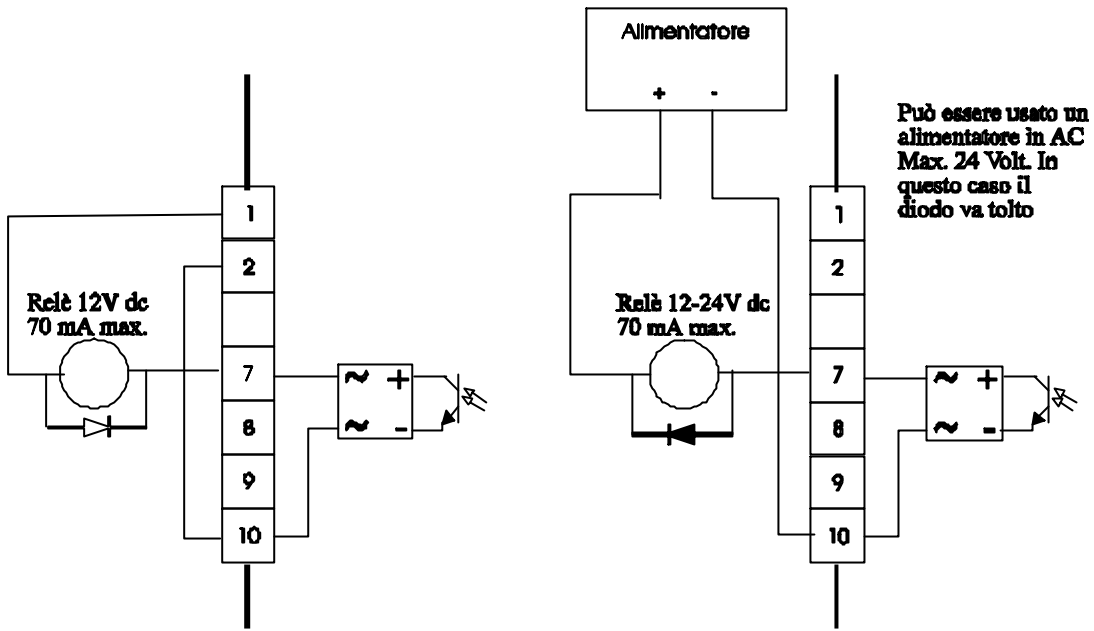 Alimentatore
+ -
Può essere usato un
alimentatore in AC
Max. 24 Volt. In
questo caso il
diodo va tolto
1
2
Relè 12V dc
70 mA max.
7
8
9
10
~ +
~ -
1
2
Relè 12-24V dc
70 mA max.
7
8
9
10
~ +
~ -